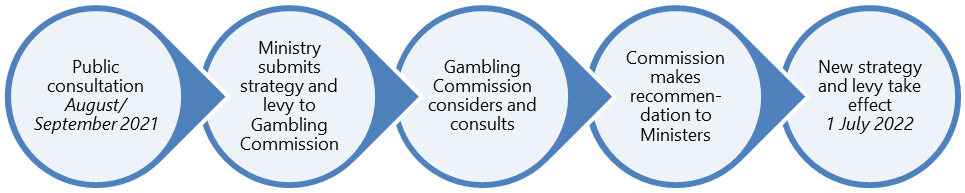 Public
consultation
August/
September 2021
Ministry
submits
strategy and
levy to
Gambling
Commission
Gambling
Commission
considers and
consults
Commission
makes
recommen-
dation to
Ministers
New strategy
and levy take
effect
1 July 2022